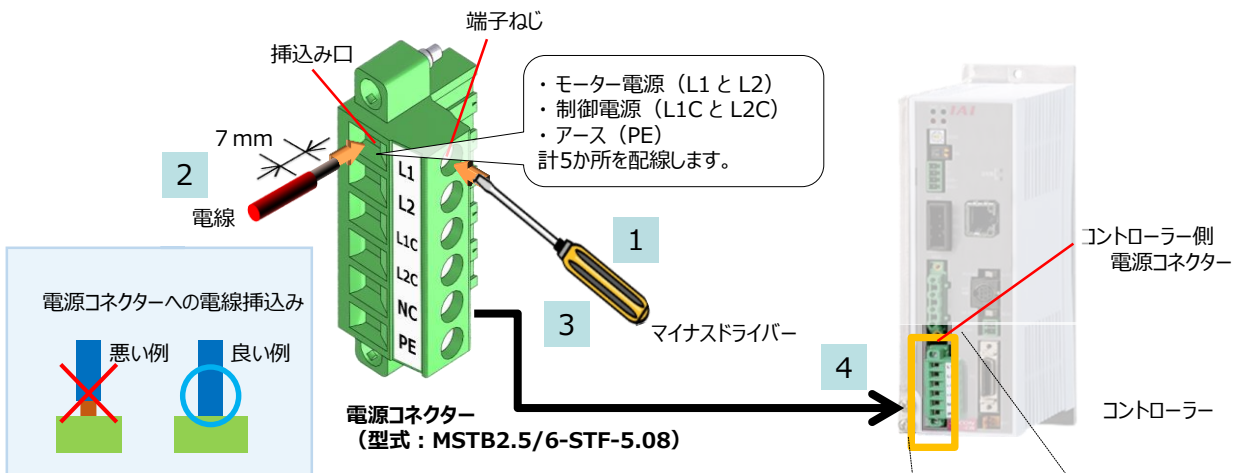 端子ねじ
挿込み口
・モーター電源（L1 と L2）
・制御電源（L1C と L2C）
・アース（PE）
計5か所を配線します。
7 mm
2
電線
L1
L2
L1C
L2C
NC
PE
1
3
マイナスドライバー
電源コネクターへの電線挿込み
悪い例
良い例
電源コネクター
（型式：MSTB2.5/6-STF-5.08）
4
IAI
コントローラー側
電源コネクター
コントローラー